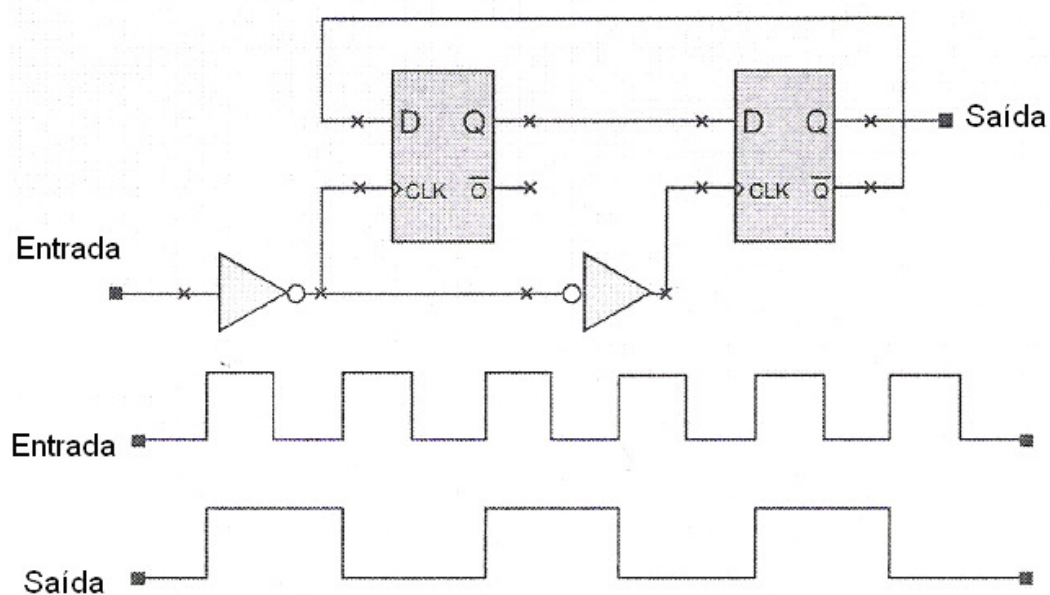 D Q
D Q
Saída
CLK Q̅
CLK Q̅
Entrada
Entrada
Saída